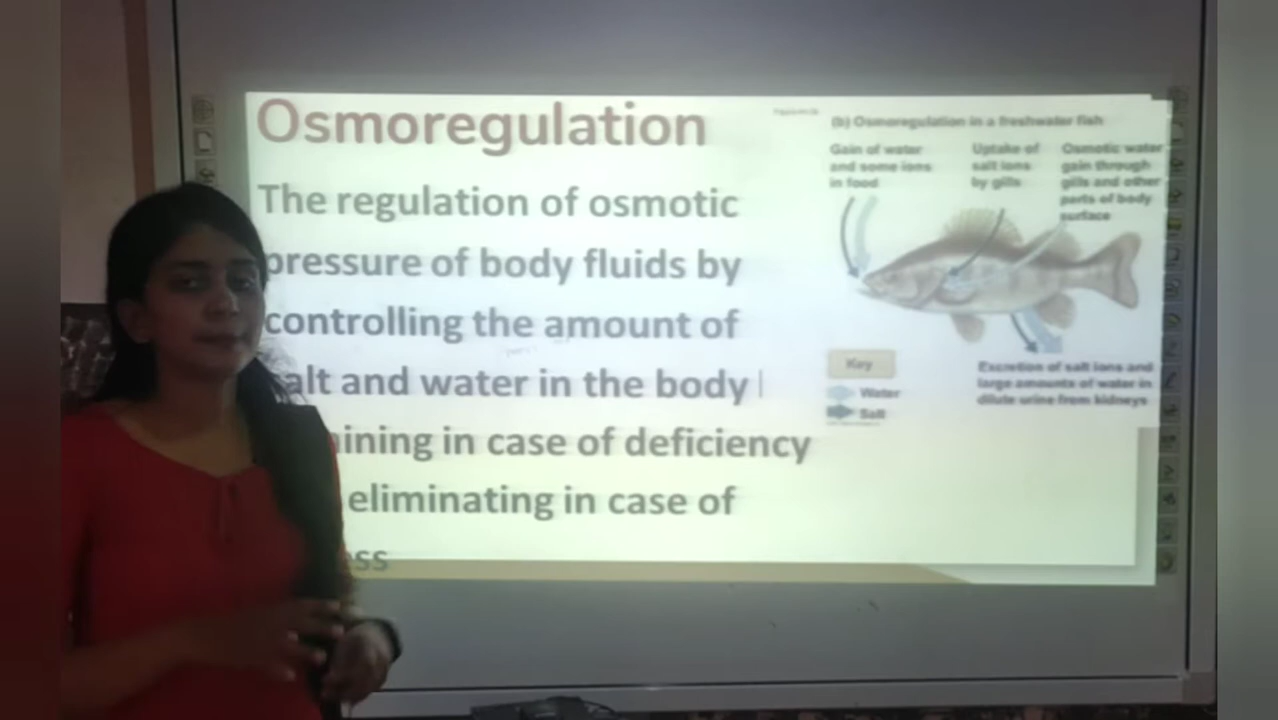 Osmoregulation
The regulation of osmotic
pressure of body fluids by
controlling the amount of
alt and water in the body
ining in case of deficiency
eliminating in case of
ss
(b) Osmoregulation in a freshwater fish
Gain of water
and some ions
in food
Uptake of
salt ions
by gills
Osmotic water
gain through
gills and other
parts of body
surface
Key
Water
Salt
Excretion of salt ions and
large amounts of water in
dilute urine from kidneys